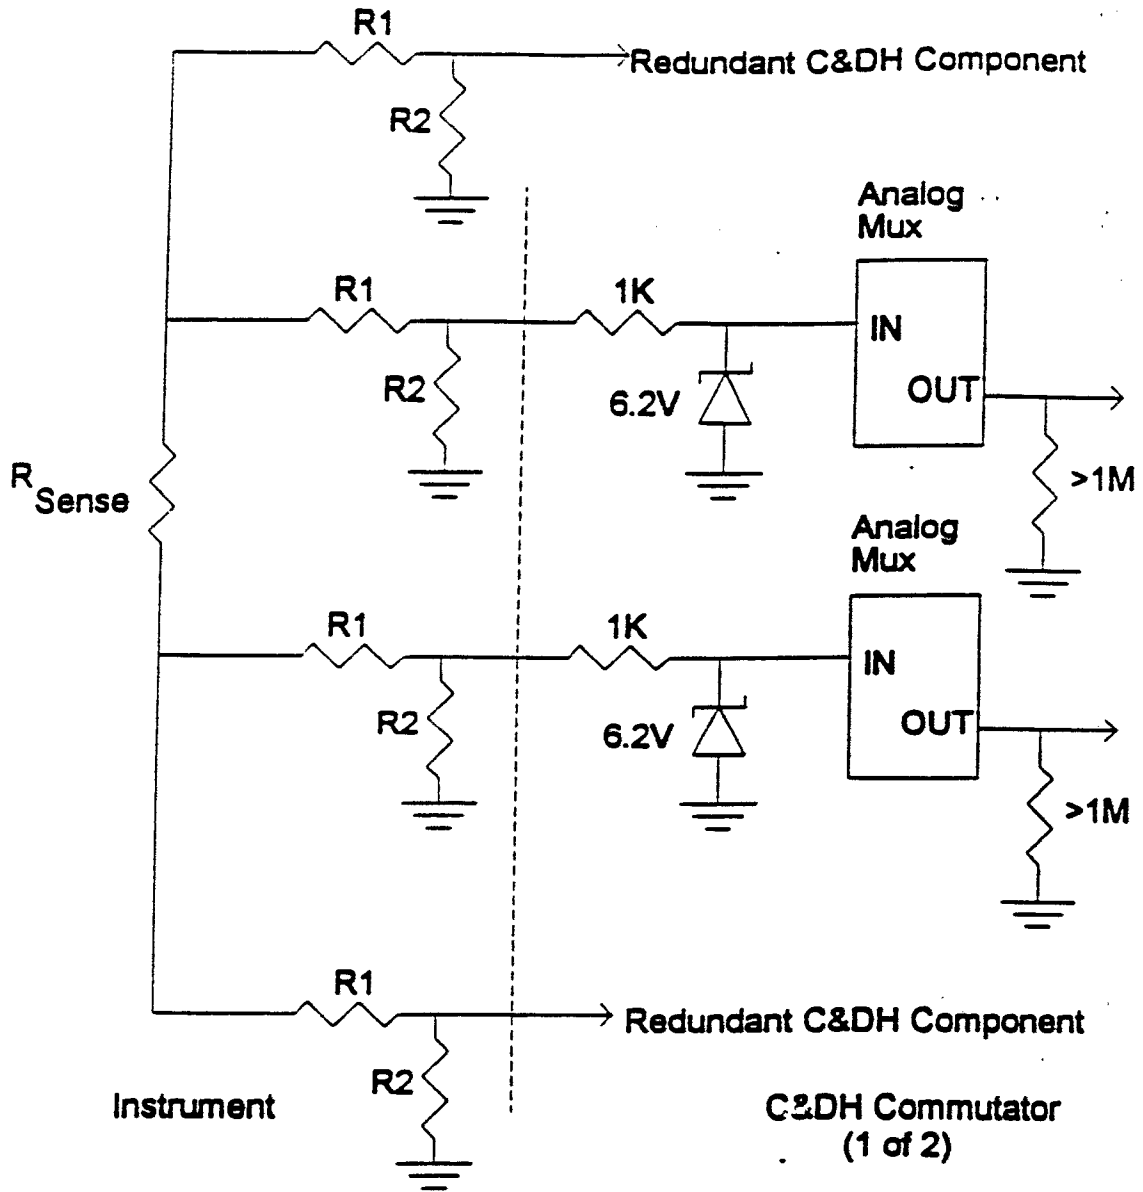 R1
Redundant C&DH Component
R2
Analog
Mux
R1
1K
IN
R2
6.2V
OUT
R
Sense
>1M
Analog
Mux
R1
1K
IN
R2
6.2V
OUT
>1M
R1
Redundant C&DH Component
R2
Instrument
C&DH Commutator
(1 of 2)